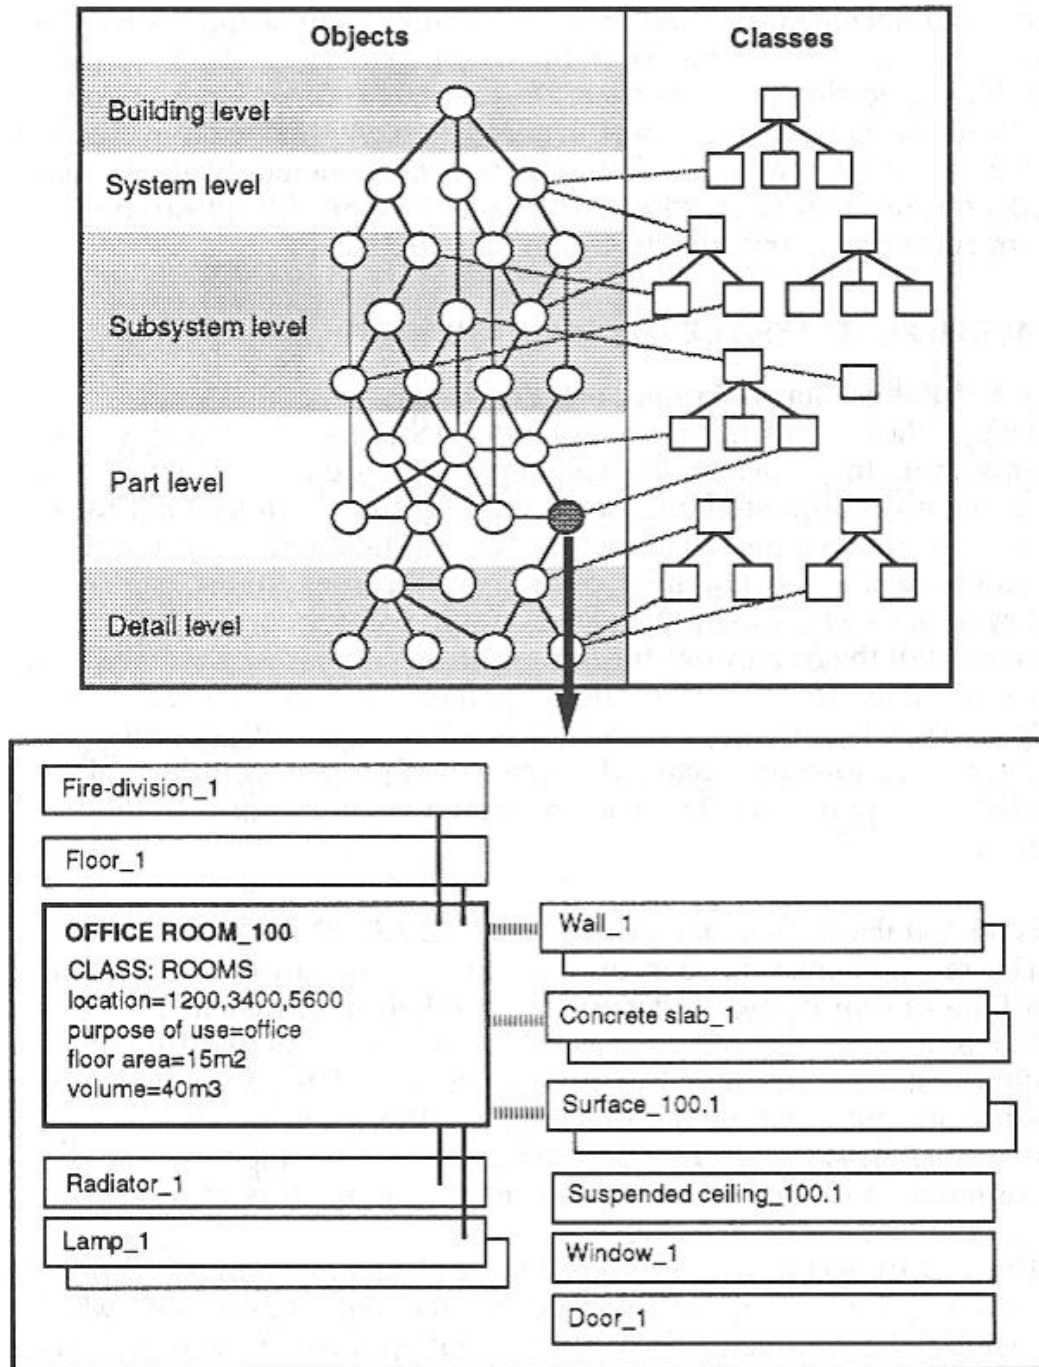 Objects
Classes
Building level
System level
Subsystem level
Part level
Detail level
Fire-division_1
Floor_1
OFFICE ROOM_100
CLASS: ROOMS
location=1200,3400,5600
purpose of use=office
floor area=15m2
volume=40m3
Radiator_1
Lamp_1
Wall_1
Concrete slab_1
Surface_100.1
Suspended ceiling_100.1
Window_1
Door_1